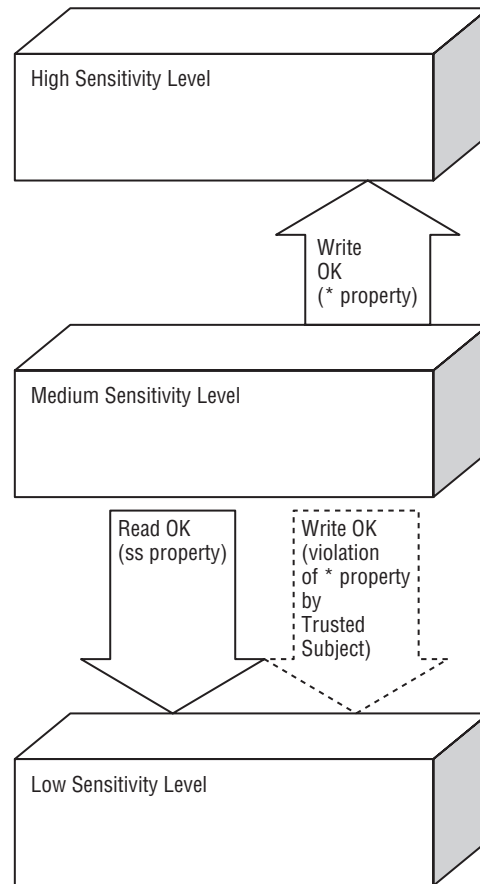 High Sensitivity Level
Write
OK
(* property)
Medium Sensitivity Level
Read OK
(ss property)
Write OK
(violation
of * property
by
Trusted
Subject)
Low Sensitivity Level